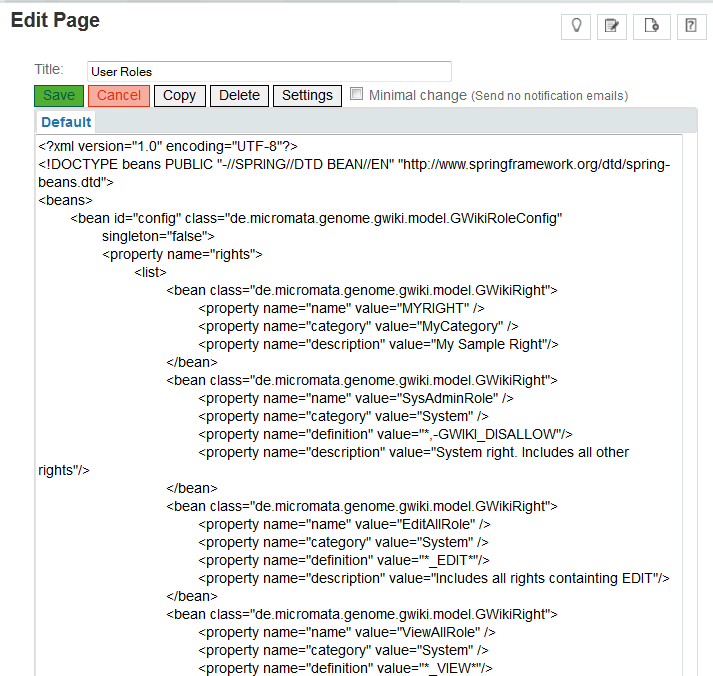 Edit Page
Title: User Roles
Save Cancel Copy Delete Settings Minimal change (Send no notification emails)
Default
<?xml version="1.0" encoding="UTF-8"?>
<!DOCTYPE beans PUBLIC "-//SPRING//DTD BEAN//EN" "http://www.springframework.org/dtd/spring-
beans.dtd">
<beans>
<bean id="config" class="de.micromata.genome.gwiki.model.GWikiRoleConfig"
singleton="false">
<property name="rights">
<list>
<bean class="de.micromata.genome.gwiki.model.GWikiRight">
<property name="name" value="MYRIGHT" />
<property name="category" value="MyCategory" />
<property name="description" value="My Sample Right"/>
</bean>
<bean class="de.micromata.genome.gwiki.model.GWikiRight">
<property name="name" value="SysAdminRole" />
<property name="category" value="System" />
<property name="definition" value="*,-GWIKI_DISALLOW"/>
<property name="description" value="System right. Includes all other
rights"/>
</bean>
<bean class="de.micromata.genome.gwiki.model.GWikiRight">
<property name="name" value="EditAllRole" />
<property name="category" value="System" />
<property name="definition" value="*_EDIT*"/>
<property name="description" value="Includes all rights containting EDIT"/>
</bean>
<bean class="de.micromata.genome.gwiki.model.GWikiRight">
<property name="name" value="ViewAllRole" />
<property name="category" value="System" />
<property name="definition" value="*_VIEW*"/>